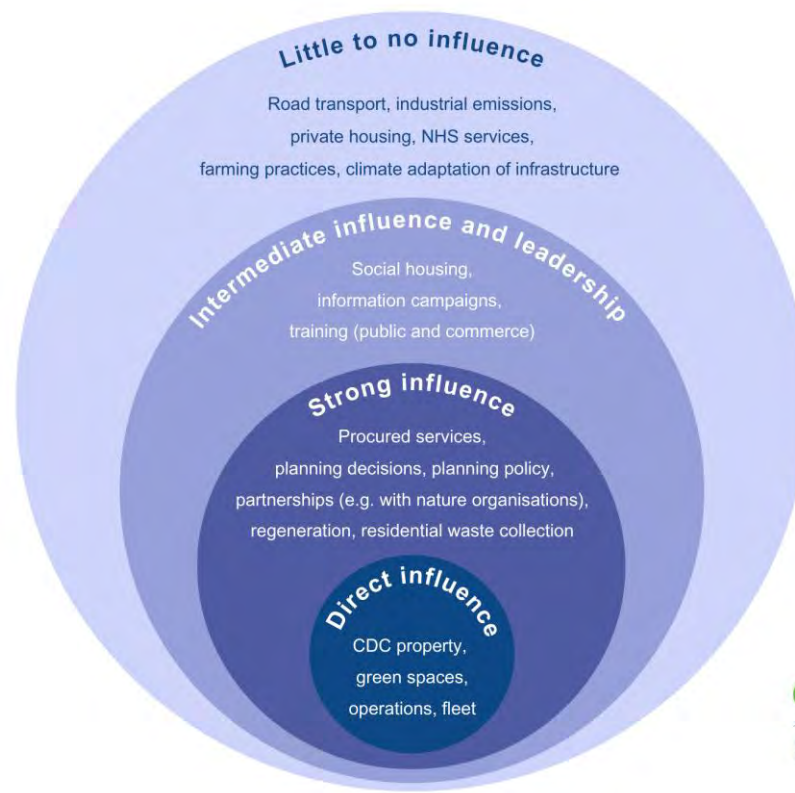 Little to no influence
Road transport, industrial emissions,
private housing, NHS services,
farming practices, climate adaptation of infrastructure
Intermediate influence and leadership
Social housing,
information campaigns,
training (public and commerce)
Strong influence
Procured services,
planning decisions, planning policy,
partnerships (e.g. with nature organisations),
regeneration, residential waste collection
Direct influence
CDC property,
green spaces,
operations, fleet